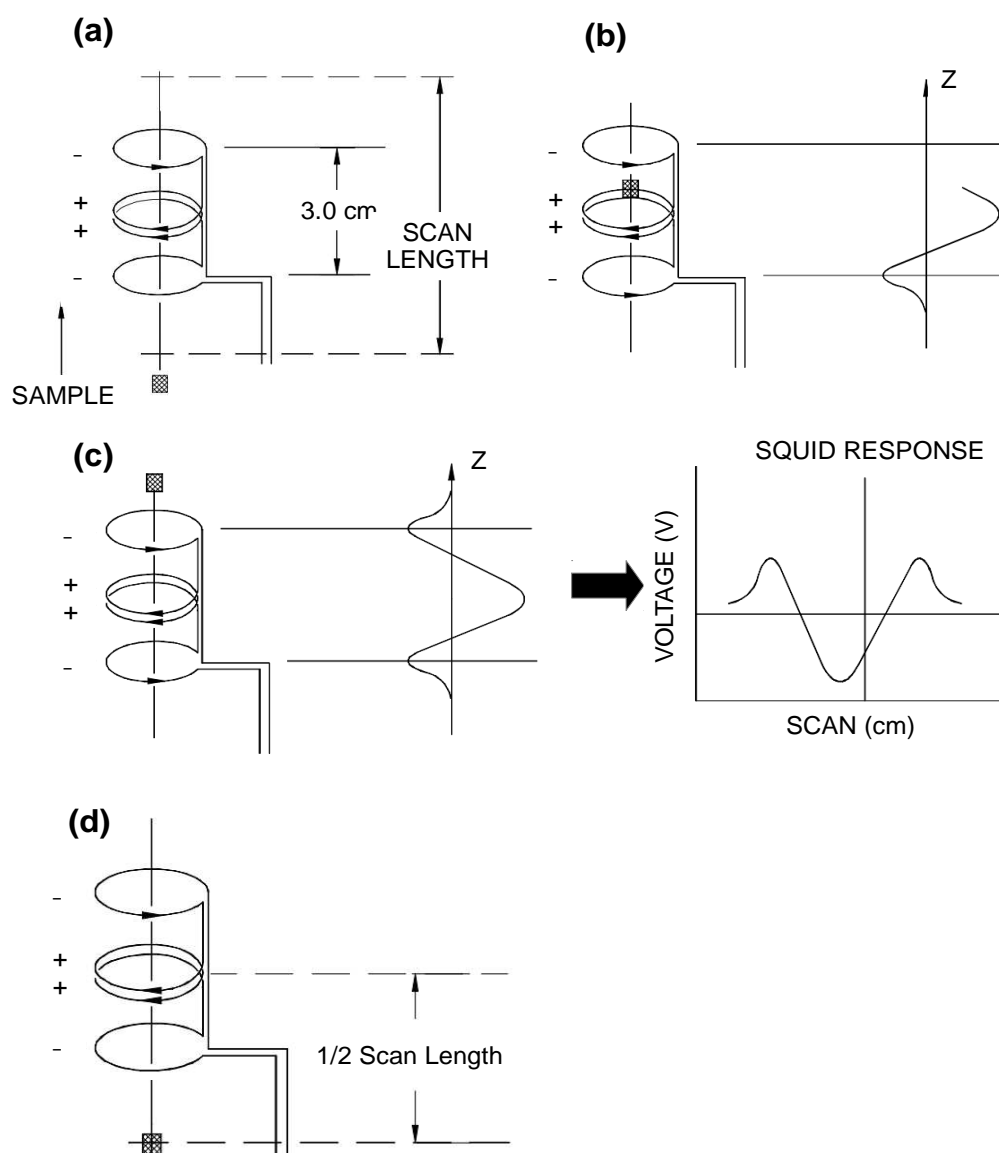 (a)
-
+
+
-
3.0 cm
SCAN
LENGTH
SAMPLE
(b)
Z
-
+
+
-
(c)
Z
-
+
+
-
SQUID RESPONSE
VOLTAGE (V)
SCAN (cm)
(d)
-
+
+
-
1/2 Scan Length